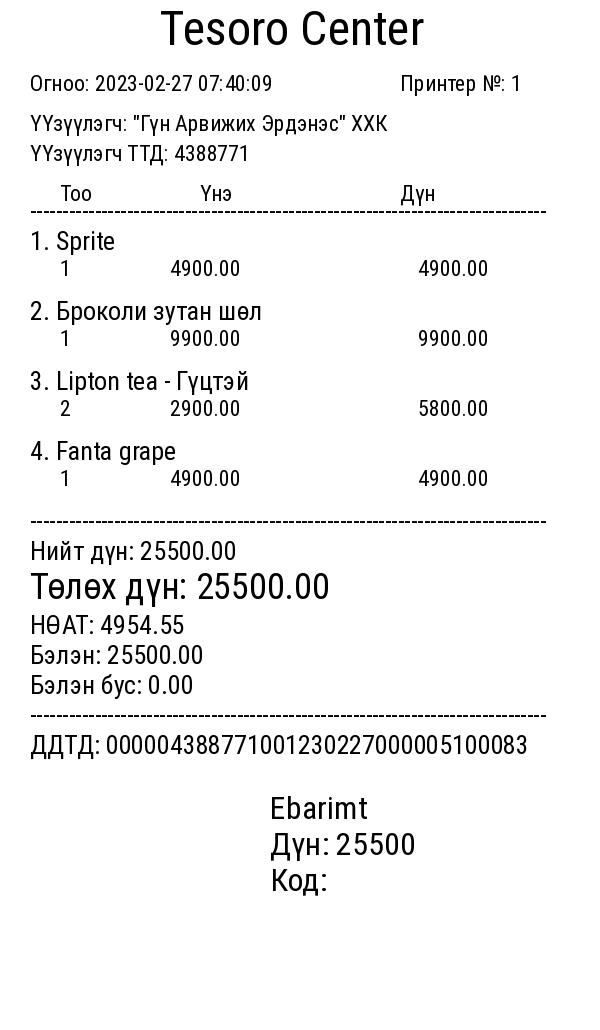 Tesoro Center
Огноо: 2023-02-27 07:40:09 Принтер №: 1
ҮҮзүүлэгч: "Гүн Арвижих Эрдэнэс" ХХК
ҮҮзүүлэгч ТТД: 4388771
Тоо Үнэ Дүн
--------------------------------------------------------------------------------
1. Sprite
1 4900.00 4900.00
2. Броколи зутан шөл
1 9900.00 9900.00
3. Lipton tea - Гүцтэй
2 2900.00 5800.00
4. Fanta grape
1 4900.00 4900.00
--------------------------------------------------------------------------------
Нийт дүн: 25500.00
Төлөх дүн: 25500.00
НӨАТ: 4954.55
Бэлэн: 25500.00
Бэлэн бус: 0.00
--------------------------------------------------------------------------------
ДДТД: 000004388771001230227000005100083
Ebarimt
Дүн: 25500
Код: